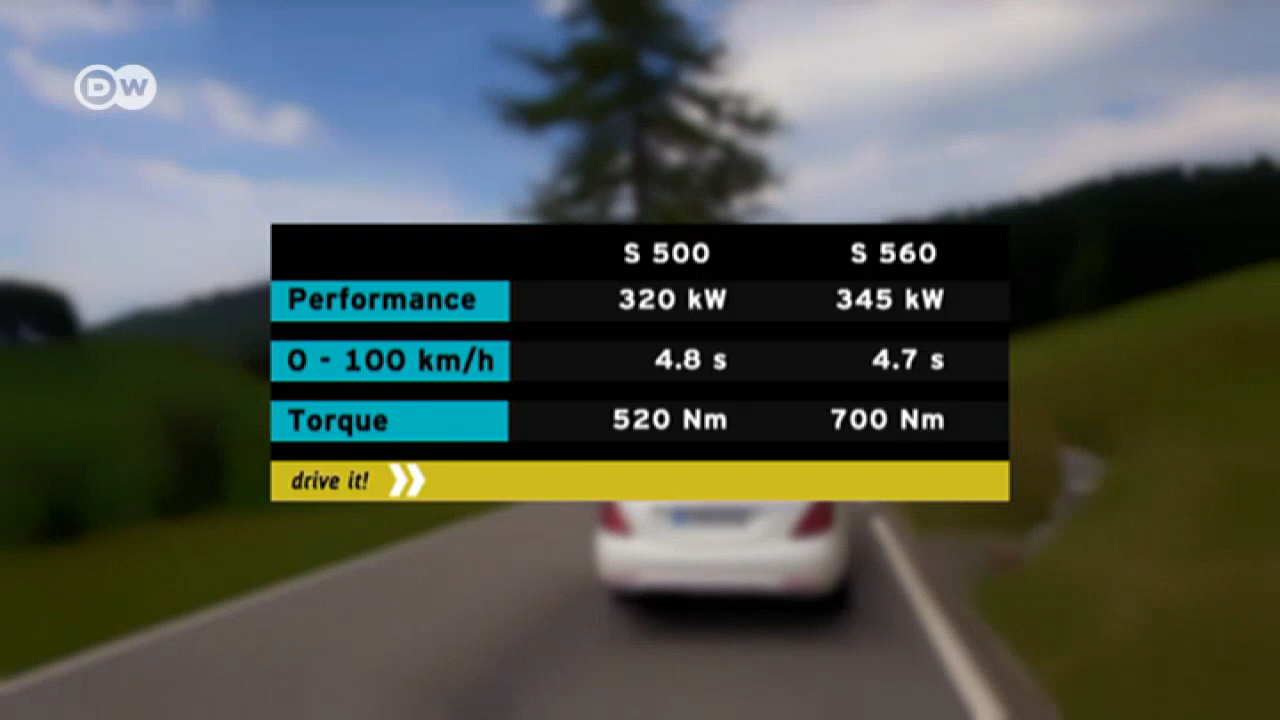 DW
S 500 S 560
Performance 320 kW 345 kW
0 - 100 km/h 4.8 s 4.7 s
Torque 520 Nm 700 Nm
drive it!